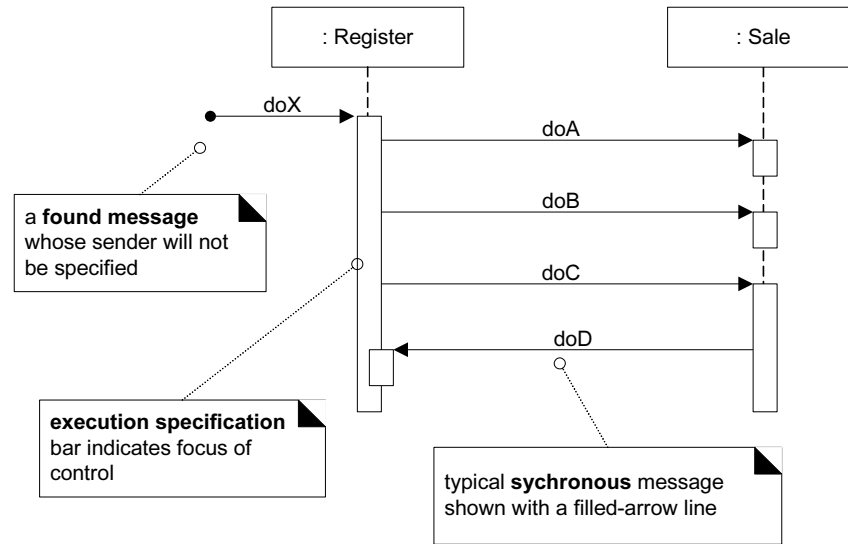 : Register
: Sale
doX
doA
a found message
whose sender will not
be specified
doB
doC
doD
execution specification
bar indicates focus of
control
typical sychronous message
shown with a filled-arrow line